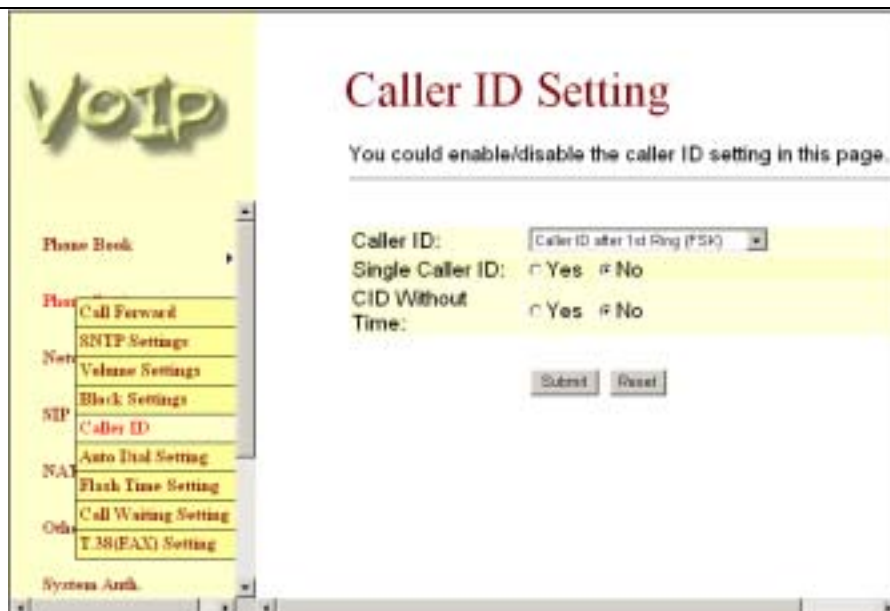 VOIP
Caller ID Setting
You could enable/disable the caller ID setting in this page.
Phone Book
Call Forward
SNTP Settings
Volume Settings
Block Settings
SIP
Caller ID
Auto Dial Setting
Flash Time Setting
Call Waiting Setting
T.38(FAX) Setting
System Auth.
Caller ID: Caller ID after 1st Ring (FSK)
Single Caller ID: Yes No
CID Without
Time: Yes No
Submit Reset